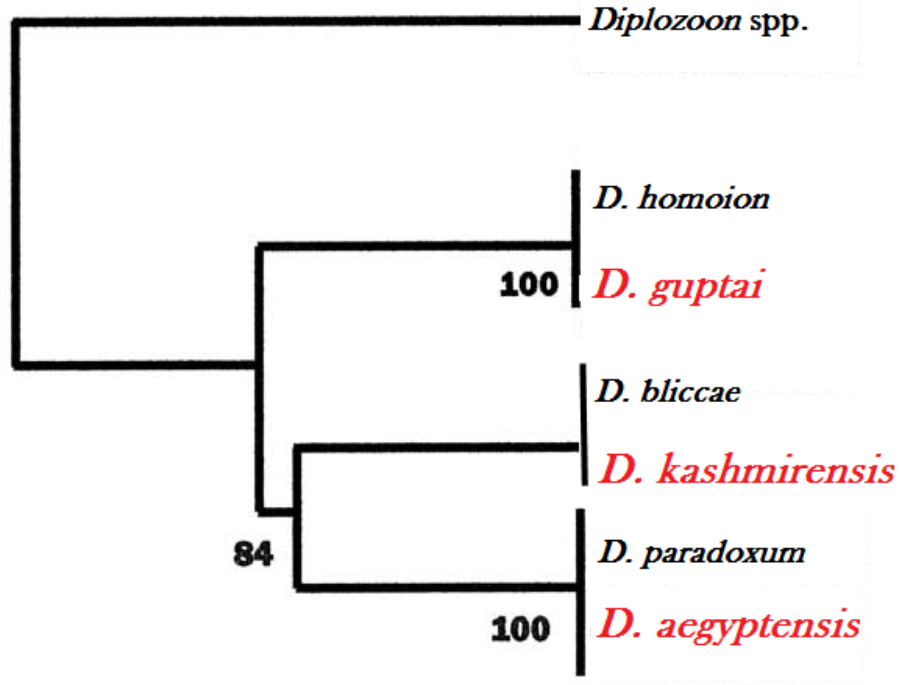 Diplozoon spp.
D. homoion
100
D. guptai
D. bliccae
D. kashmirensis
84
D. paradoxum
100
D. aegyptensis